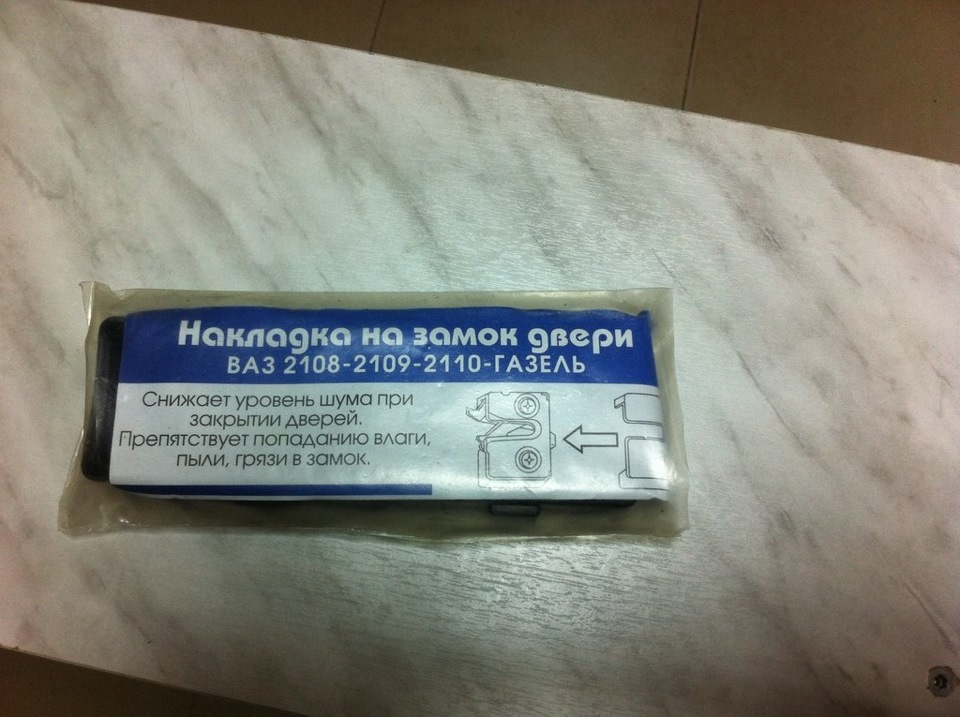 Накладка на замок двери
ВАЗ 2108-2109-2110-ГАЗЕЛЬ
Снижает уровень шума при
закрытии дверей.
Препятствует попаданию влаги,
пыли, грязи в замок.